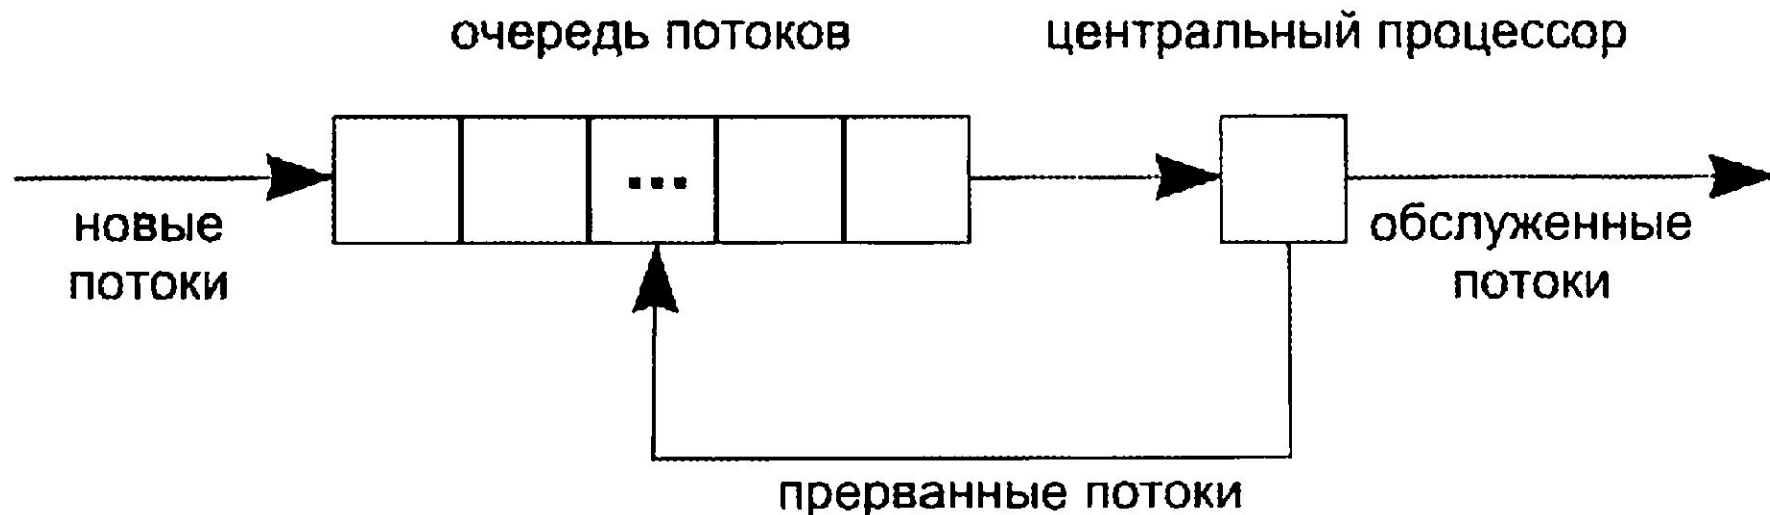 очередь потоков
центральный процессор
...
новые
потоки
обслуженные
потоки
прерванные потоки